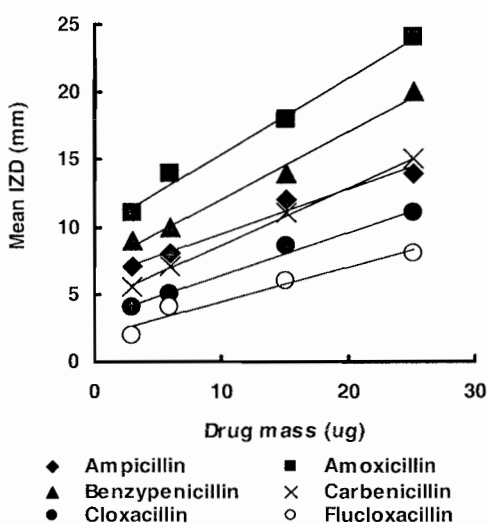 25
20
15
10
5
0
Mean IZD (mm)
0 10 20 30
Drug mass (ug)
Ampicillin Amoxicillin
Benzypenicillin Carbenicillin
Cloxacillin Flucloxacillin